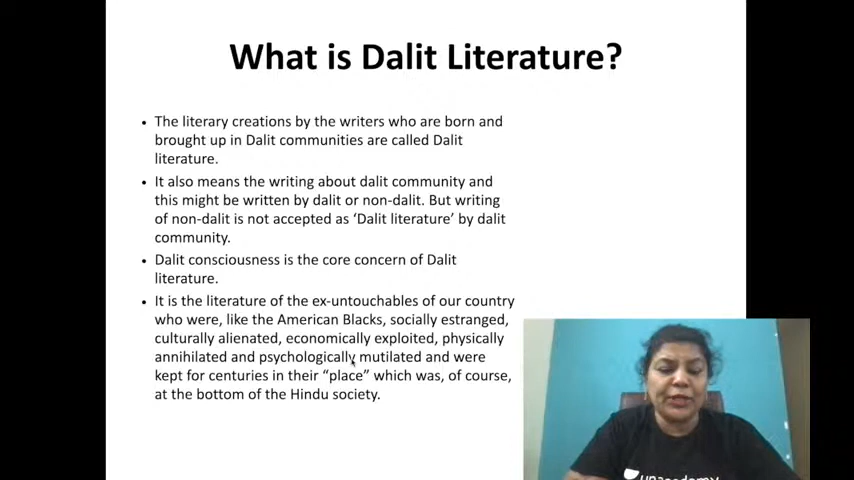 What is Dalit Literature?
• The literary creations by the writers who are born and
brought up in Dalit communities are called Dalit
literature.
• It also means the writing about dalit community and
this might be written by dalit or non-dalit. But writing
of non-dalit is not accepted as ‘Dalit literature’ by dalit
community.
• Dalit consciousness is the core concern of Dalit
literature.
• It is the literature of the ex-untouchables of our country
who were, like the American Blacks, socially estranged,
culturally alienated, economically exploited, physically
annihilated and psychologically mutilated and were
kept for centuries in their “place” which was, of course,
at the bottom of the Hindu society.